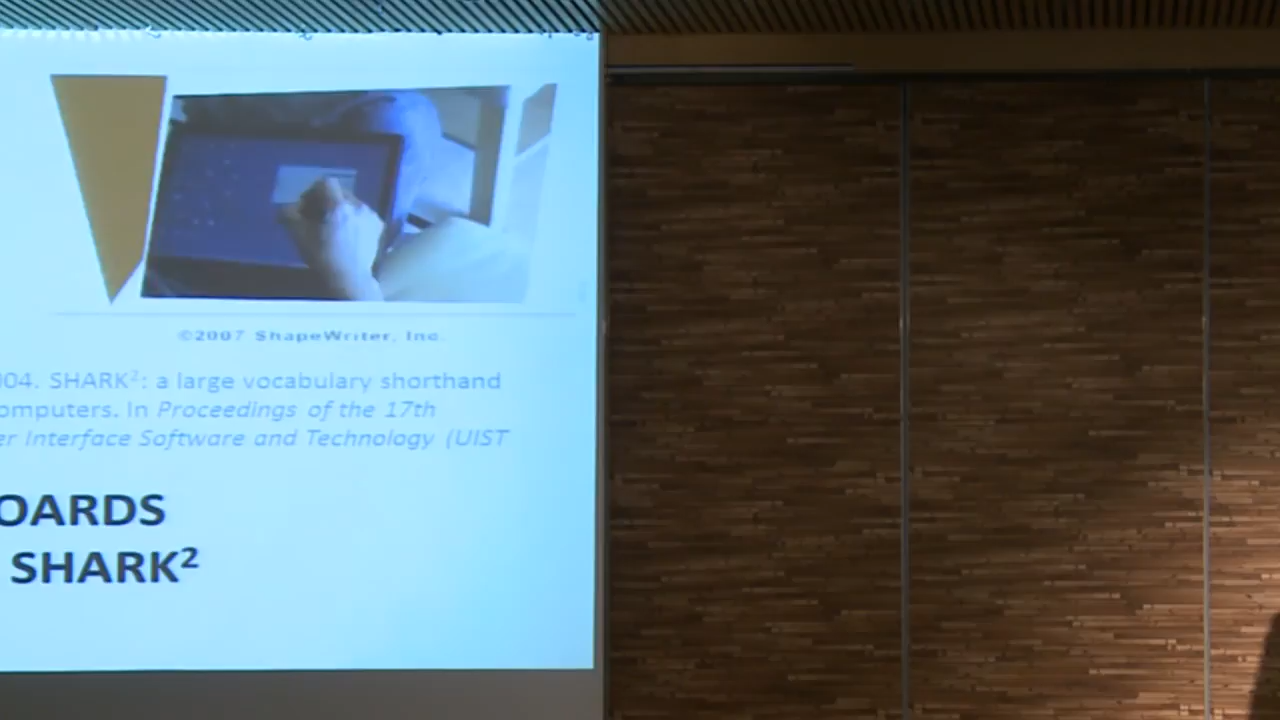 ©2007 ShapeWriter, Inc.
04. SHARK²: a large vocabulary shorthand
omputers. In Proceedings of the 17th
er Interface Software and Technology (UIST
OARDS
SHARK²